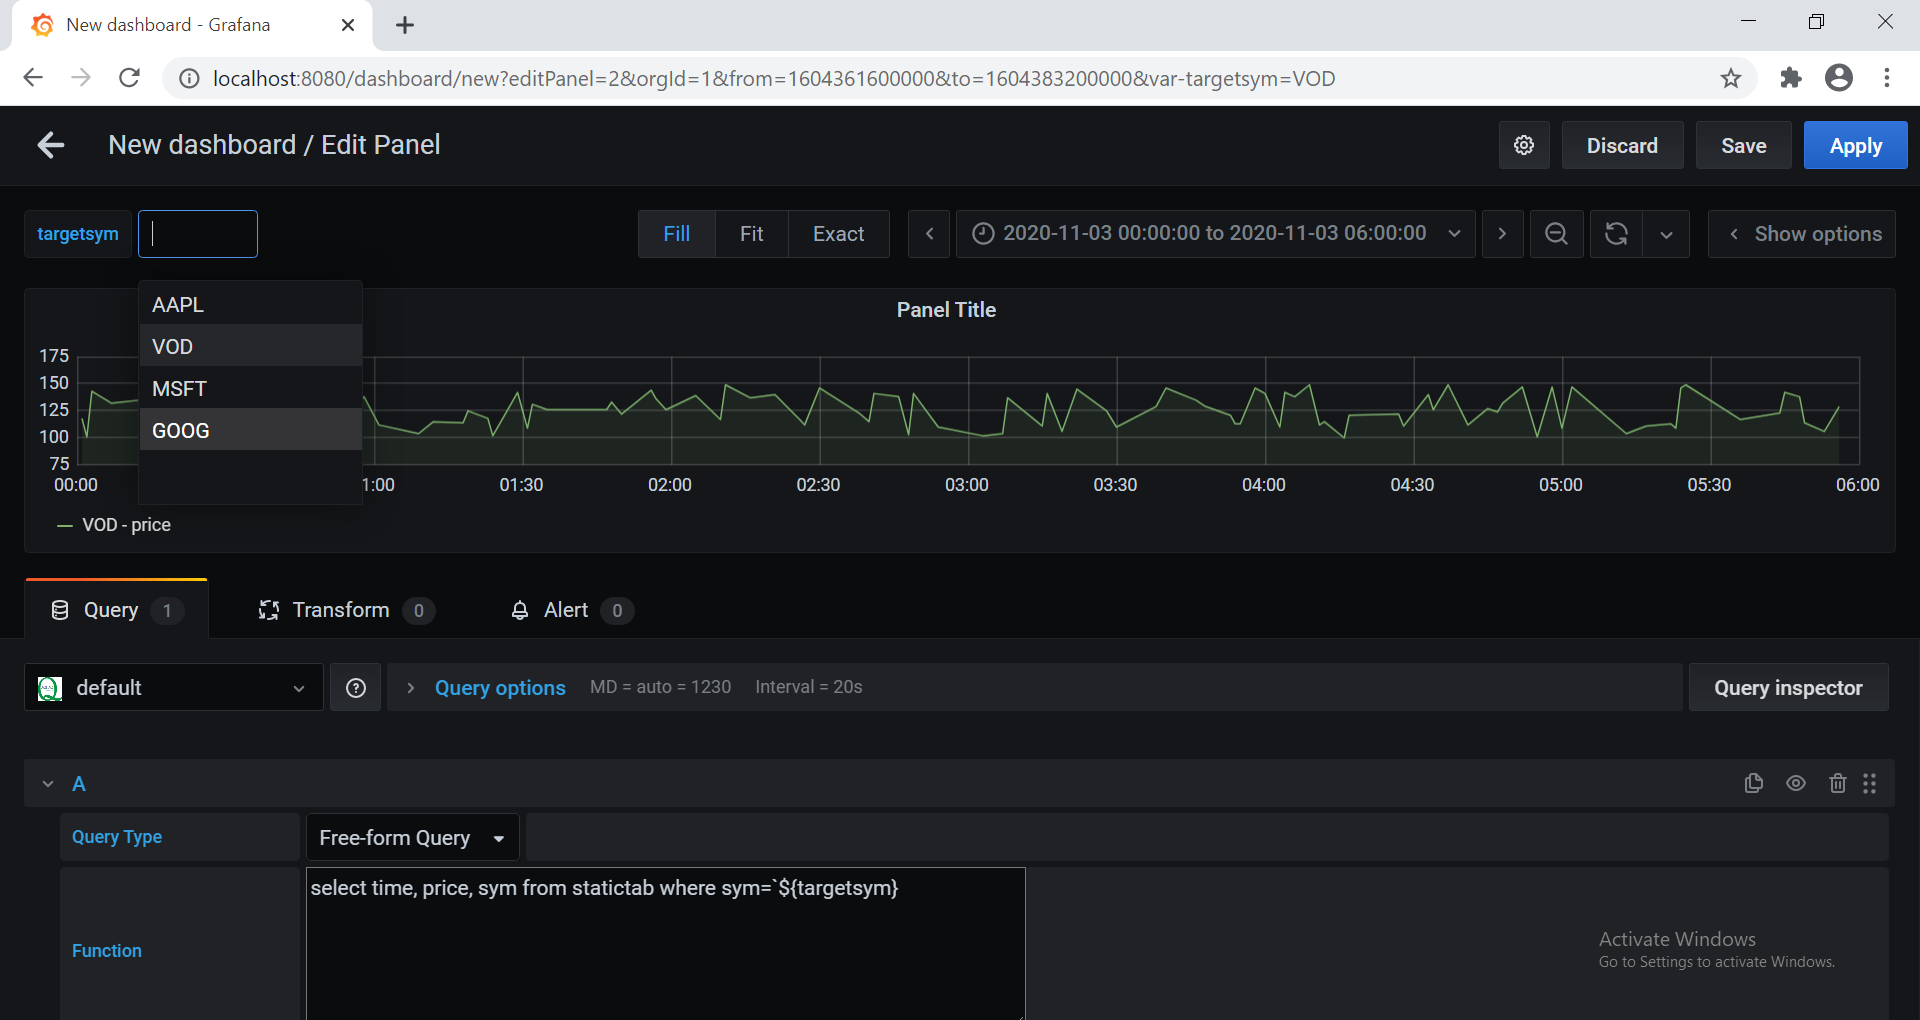 New dashboard - Grafana
localhost:8080/dashboard/new?editPanel=2&orgId=1&from=1604361600000&to=1604383200000&var-targetsym=VOD
New dashboard / Edit Panel
Discard
Save
Apply
targetsym
Fill
Fit
Exact
2020-11-03 00:00:00 to 2020-11-03 06:00:00
Show options
AAPL
VOD
MSFT
GOOG
Panel Title
175
150
125
100
75
00:00
1:00
01:30
02:00
02:30
03:00
03:30
04:00
04:30
05:00
05:30
06:00
VOD - price
Query 1
Transform 0
Alert 0
default
Query options MD = auto = 1230 Interval = 20s
Query inspector
A
Query Type
Free-form Query
Function
select time, price, sym from statictab where sym=`${targetsym}
Activate Windows
Go to Settings to activate Windows.